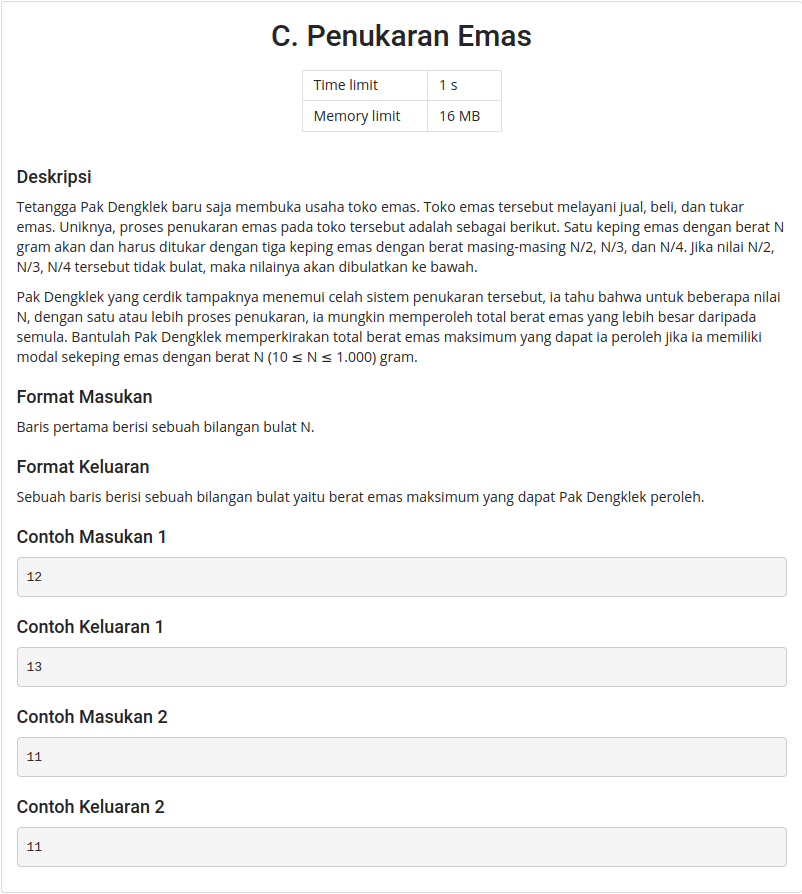 C. Penukaran Emas
Time limit 1 s
Memory limit 16 MB
Deskripsi
Tetangga Pak Dengklek baru saja membuka usaha toko emas. Toko emas tersebut melayani jual, beli, dan tukar
emas. Uniknya, proses penukaran emas pada toko tersebut adalah sebagai berikut. Satu keping emas dengan berat N
gram akan dan harus ditukar dengan tiga keping emas dengan berat masing-masing N/2, N/3, dan N/4. Jika nilai N/2,
N/3, N/4 tersebut tidak bulat, maka nilainya akan dibulatkan ke bawah.
Pak Dengklek yang cerdik tampaknya menemui celah sistem penukaran tersebut, ia tahu bahwa untuk beberapa nilai
N, dengan satu atau lebih proses penukaran, ia mungkin memperoleh total berat emas yang lebih besar daripada
semula. Bantulah Pak Dengklek memperkirakan total berat emas maksimum yang dapat ia peroleh jika ia memiliki
modal sekeping emas dengan berat N (10 ≤ N ≤ 1.000) gram.
Format Masukan
Baris pertama berisi sebuah bilangan bulat N.
Format Keluaran
Sebuah baris berisi sebuah bilangan bulat yaitu berat emas maksimum yang dapat Pak Dengklek peroleh.
Contoh Masukan 1
12
Contoh Keluaran 1
13
Contoh Masukan 2
11
Contoh Keluaran 2
11